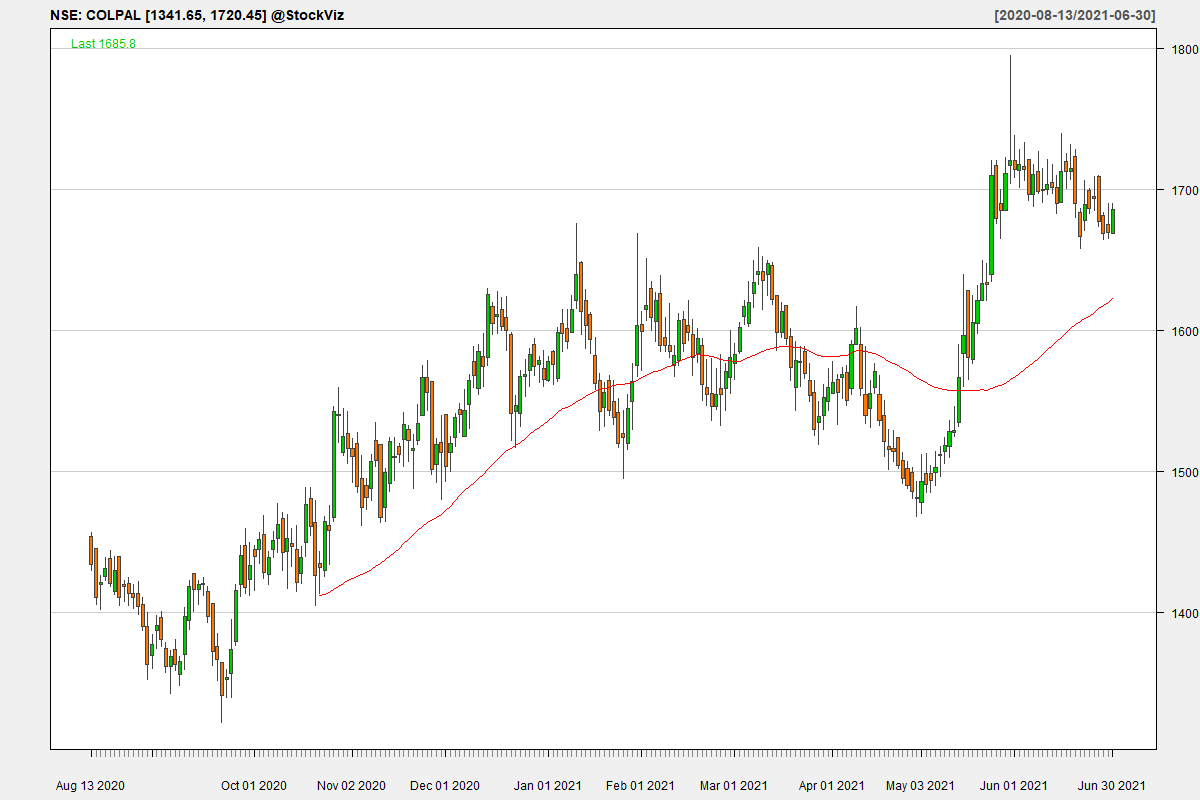 NSE: COLPAL [1341.65, 1720.45] @StockViz
[2020-08-13/2021-06-30]
Last 1685.8
1800
1700
1600
1500
1400
Aug 13 2020
Oct 01 2020
Nov 02 2020
Dec 01 2020
Jan 01 2021
Feb 01 2021
Mar 01 2021
Apr 01 2021
May 03 2021
Jun 01 2021
Jun 30 2021